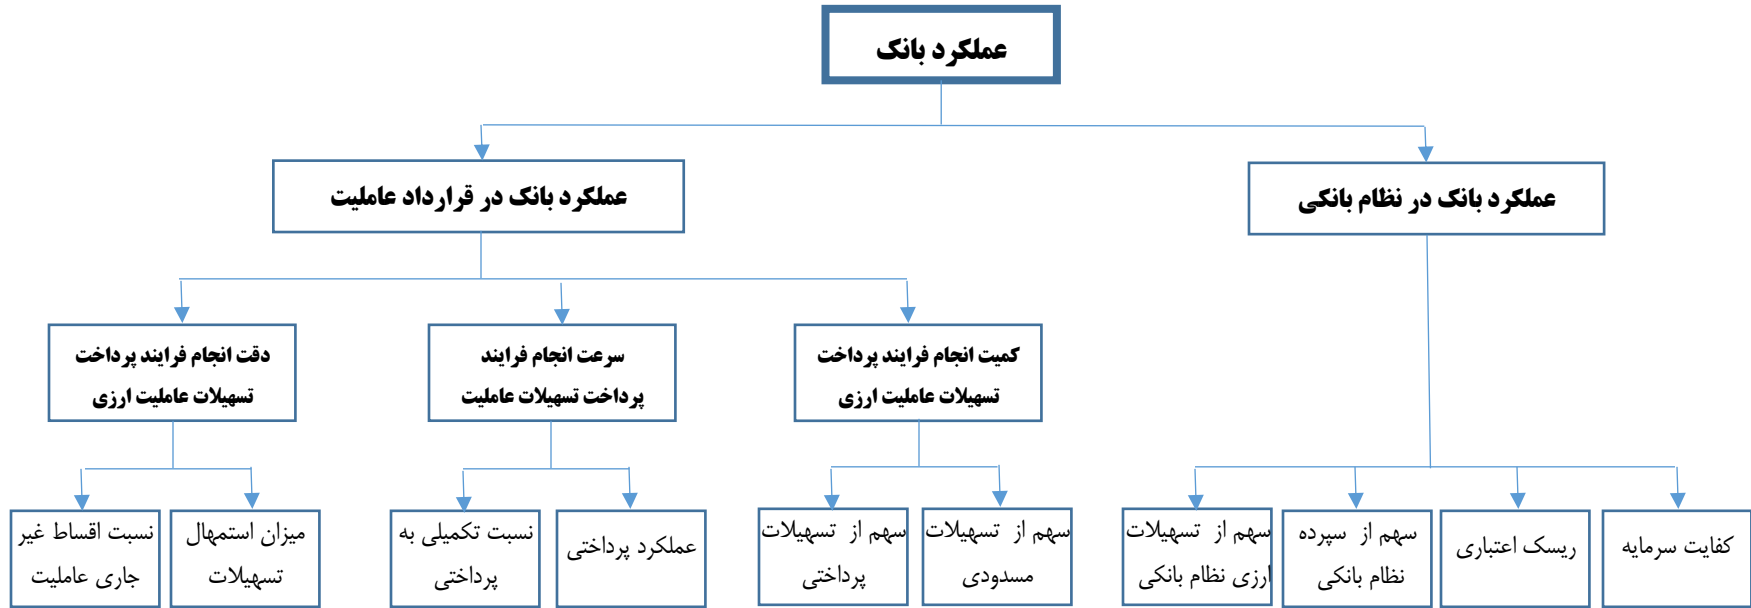 عملکرد بانک
عملکرد بانک در نظام بانکی
عملکرد بانک در قرارداد عاملیت
کمیت انجام فرایند پرداخت
تسهیلات عاملیت ارزی
سرعت انجام فرایند
پرداخت تسهیلات عاملیت
دقت انجام فرایند پرداخت
تسهیلات عاملیت ارزی
کفایت سرمایه
ریسک اعتباری
سهم از سپرده
نظام بانکی
سهم از تسهیلات
ارزی نظام بانکی
سهم از تسهیلات
مسدودی
سهم از تسهیلات
پرداختی
عملکرد پرداختی
نسبت تکمیلی به
پرداختی
میزان استمهال
تسهیلات
نسبت اقساط غیر
جاری عاملیت